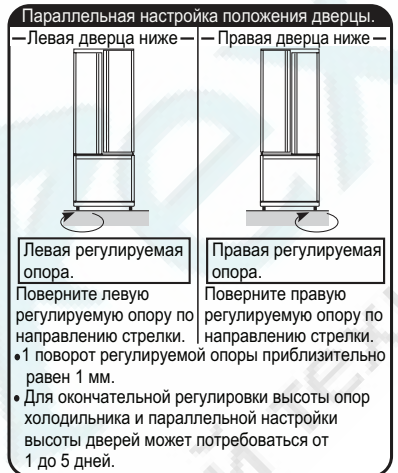 Параллельная настройка положения дверцы.
Левая дверца ниже
Левая регулируемая
опора.
Поверните левую
регулируемую опору по
направлению стрелки.
Правая дверца ниже
Правая регулируемая
опора.
Поверните правую
регулируемую опору по
направлению стрелки.
•1 поворот регулируемой опоры приблизительно
равен 1 мм.
• Для окончательной регулировки высоты опор
холодильника и параллельной настройки
высоты дверей может потребоваться от
1 до 5 дней.